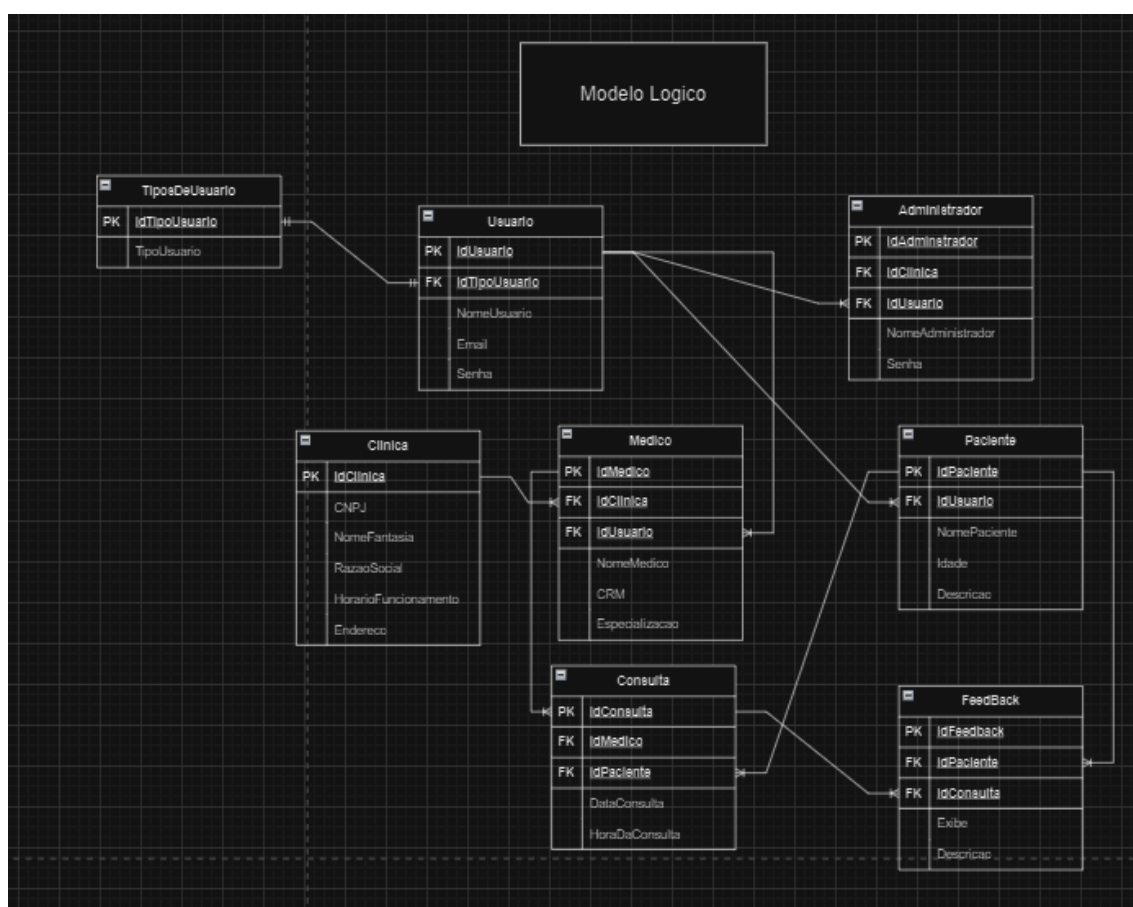 Modelo Logico
TiposDeUsuario
PK IdTipoUsuario
TipoUsuario
Usuario
PK IdUsuario
FK IdTipoUsuario
NomeUsuario
Email
Senha
Administrador
PK IdAdminstrador
FK IdClinica
FK IdUsuario
NomeAdministrador
Senha
Clinica
PK IdClinica
CNPJ
NomeFantasia
RazaoSocial
HorarioFuncionamento
Endereco
Medico
PK IdMedico
FK IdClinica
FK IdUsuario
NomeMedico
CRM
Especializacao
Paciente
PK IdPaciente
FK IdUsuario
NomePaciente
Idade
Descricao
Consulta
PK IdConsulta
FK IdMedico
FK IdPaciente
DataConsulta
HoraDaConsulta
FeedBack
PK IdFeedback
FK IdPaciente
FK IdConsulta
Exibe
Descricao